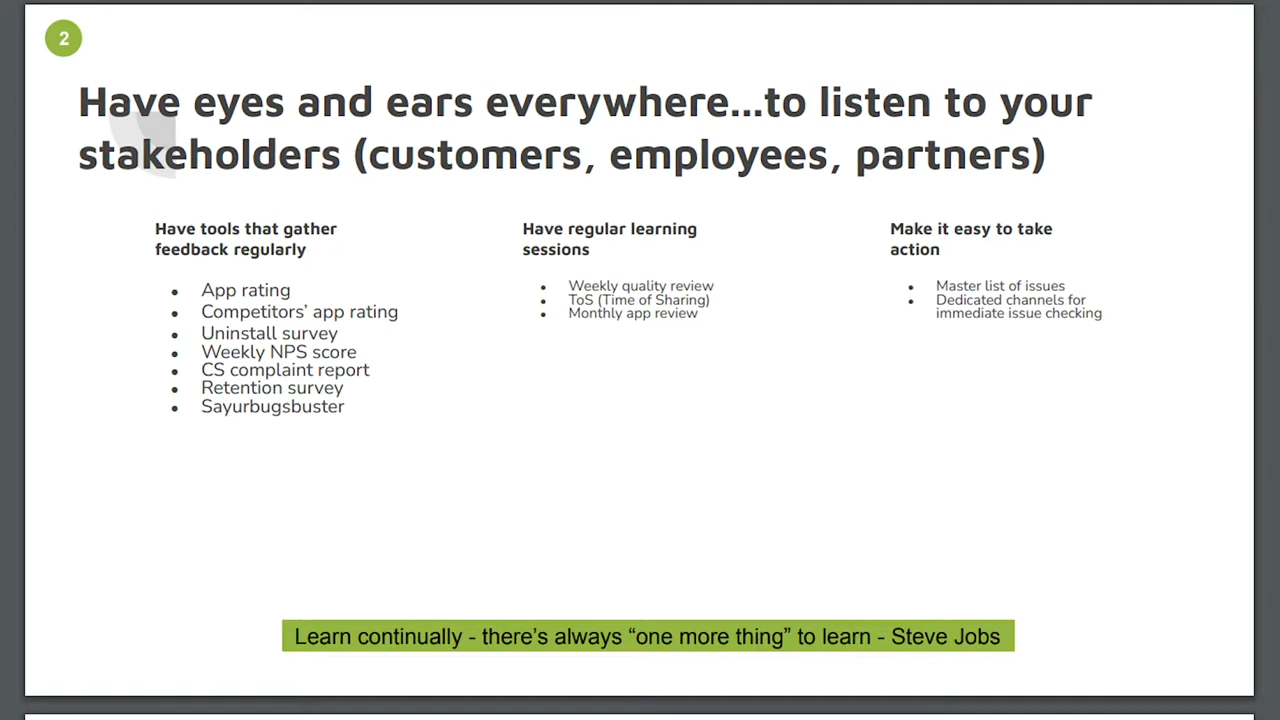 2
Have eyes and ears everywhere...to listen to your
stakeholders (customers, employees, partners)
Have tools that gather
feedback regularly
• App rating
• Competitors’ app rating
• Uninstall survey
• Weekly NPS score
• CS complaint report
• Retention survey
• Sayurbugsbuster
Have regular learning
sessions
• Weekly quality review
• ToS (Time of Sharing)
• Monthly app review
Make it easy to take
action
• Master list of issues
• Dedicated channels for
immediate issue checking
Learn continually - there’s always “one more thing” to learn - Steve Jobs